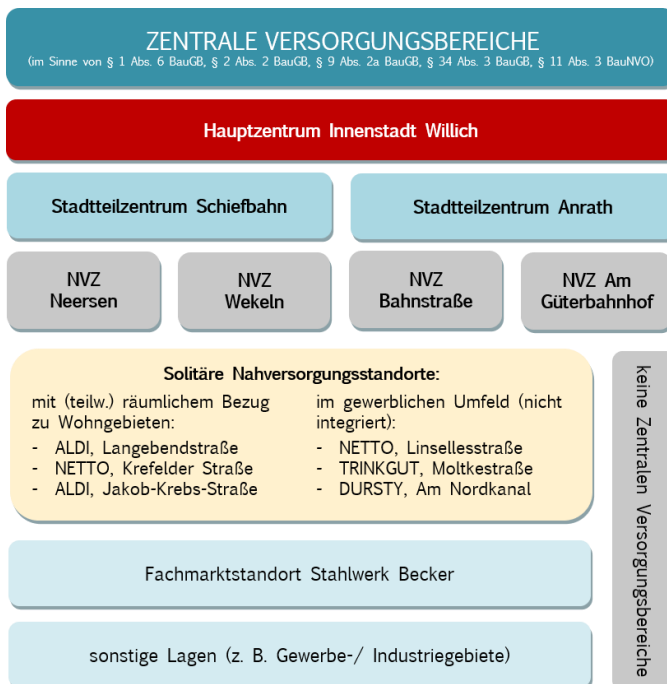 ZENTRALE VERSORGUNGSBEREICHE
(im Sinne von § 1 Abs. 6 BauGB, § 2 Abs. 2 BauGB, § 9 Abs. 2a BauGB, § 34 Abs. 3 BauGB, § 11 Abs. 3 BauNVO)
Hauptzentrum Innenstadt Willich
Stadtteilzentrum Schiefbahn
Stadtteilzentrum Anrath
NVZ
Neersen
NVZ
Wekeln
NVZ
Bahnstraße
NVZ Am
Güterbahnhof
Solitäre Nahversorgungsstandorte:
mit (teilw.) räumlichem Bezug
zu Wohngebieten:
- ALDI, Langebendstraße
- NETTO, Krefelder Straße
- ALDI, Jakob-Krebs-Straße
im gewerblichen Umfeld (nicht
integriert):
- NETTO, Linsellesstraße
- TRINKGUT, Moltkestraße
- DURSTY, Am Nordkanal
keine Zentralen Versorgungsbereiche
Fachmarktstandort Stahlwerk Becker
sonstige Lagen (z. B. Gewerbe-/ Industriegebiete)